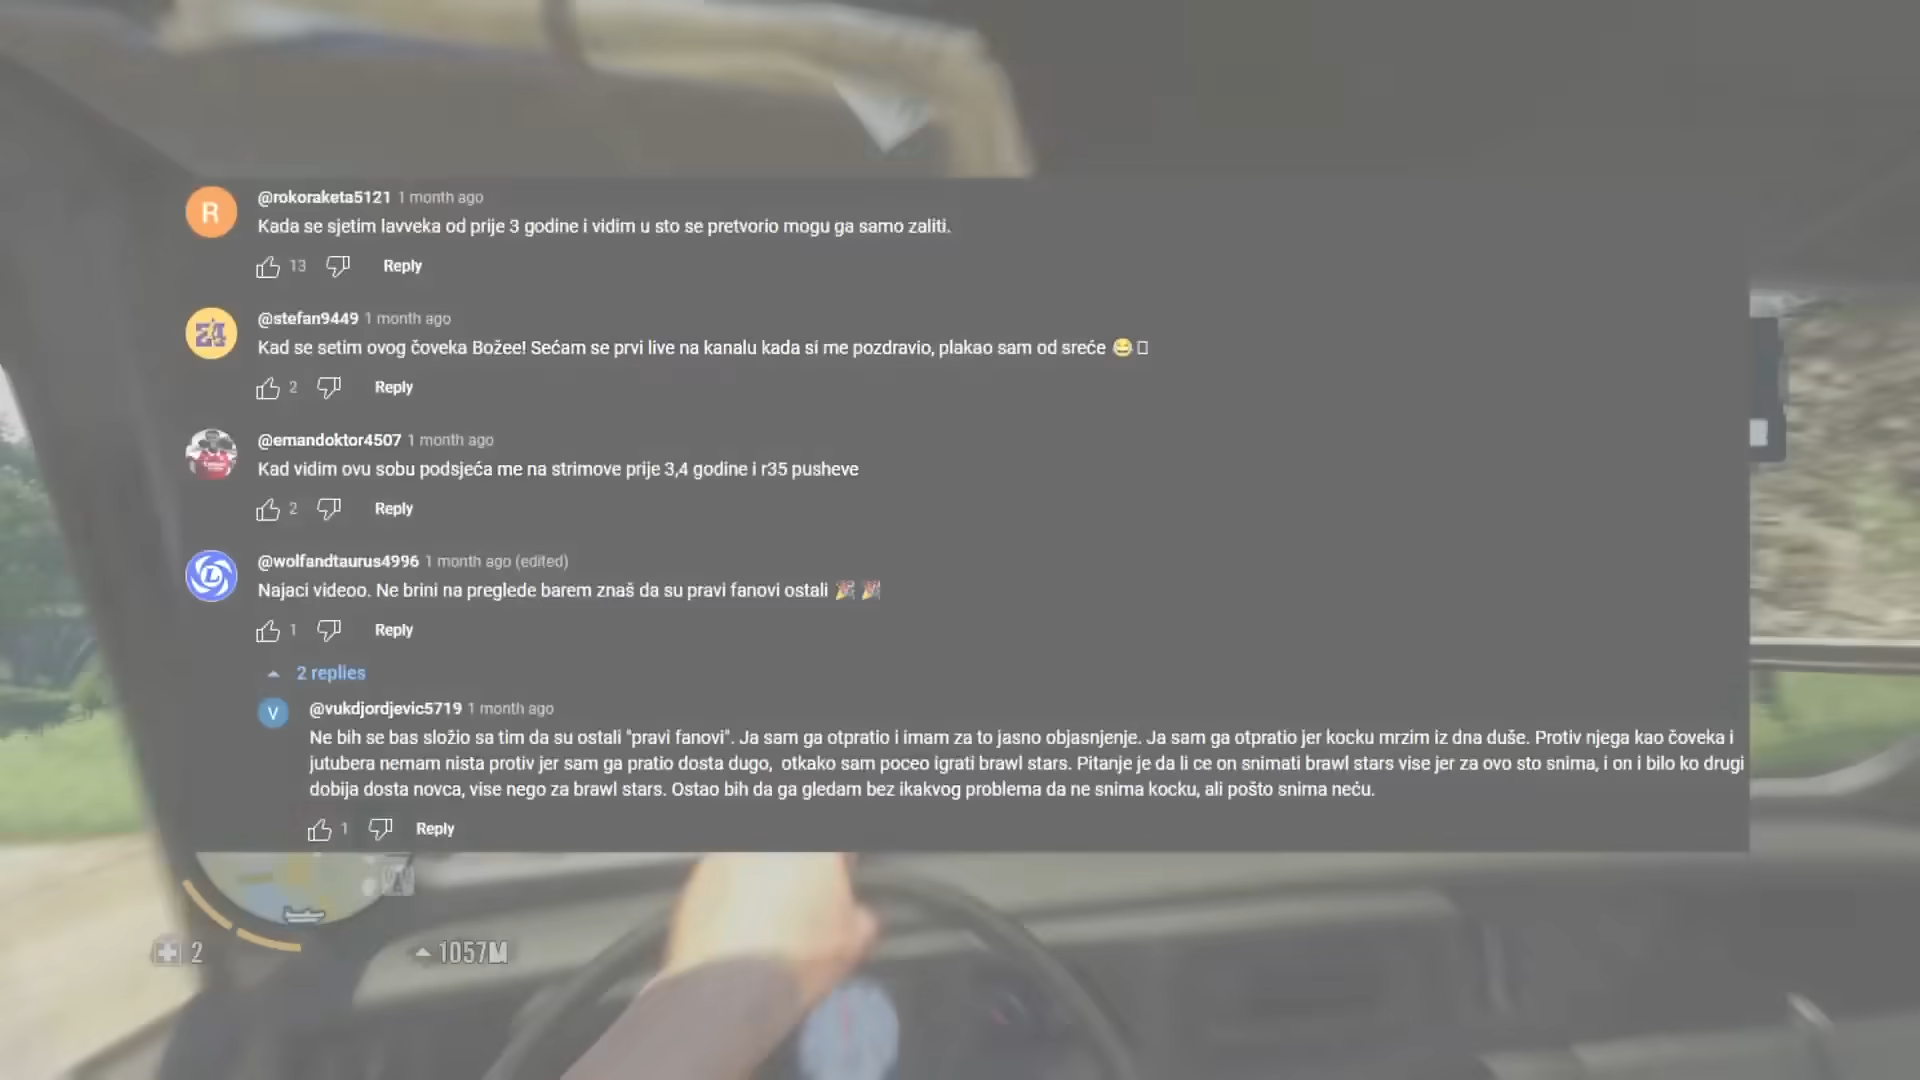 R
@rokoraketa5121 1 month ago
Kada se sjetim lavveka od prije 3 godine i vidim u sto se pretvorio mogu ga samo zaliti.
13 Reply
24
@stefan9449 1 month ago
Kad se setim ovog čoveka Božee! Sećam se prvi live na kanalu kada si me pozdravio, plakao sam od sreće 😂
2 Reply
@emandoktor4507 1 month ago
Kad vidim ovu sobu podsjeća me na strimove prije 3,4 godine i r35 pusheve
2 Reply
L
@wolfandtaurus4996 1 month ago (edited)
Najaci videoo. Ne brini na preglede barem znaš da su pravi fanovi ostali 🎉 🎉
1 Reply
2 replies
V
@vukdjordjevic5719 1 month ago
Ne bih se bas složio sa tim da su ostali "pravi fanovi". Ja sam ga otpratio i imam za to jasno objasnjenje. Ja sam ga otpratio jer kocku mrzim iz dna duše. Protiv njega kao čoveka i
jutubera nemam nista protiv jer sam ga pratio dosta dugo, otkako sam poceo igrati brawl stars. Pitanje je da li ce on snimati brawl stars vise jer za ovo sto snima, i on i bilo ko drugi
dobija dosta novca, vise nego za brawl stars. Ostao bih da ga gledam bez ikakvog problema da ne snima kocku, ali pošto snima neću.
1 Reply
2
1057M